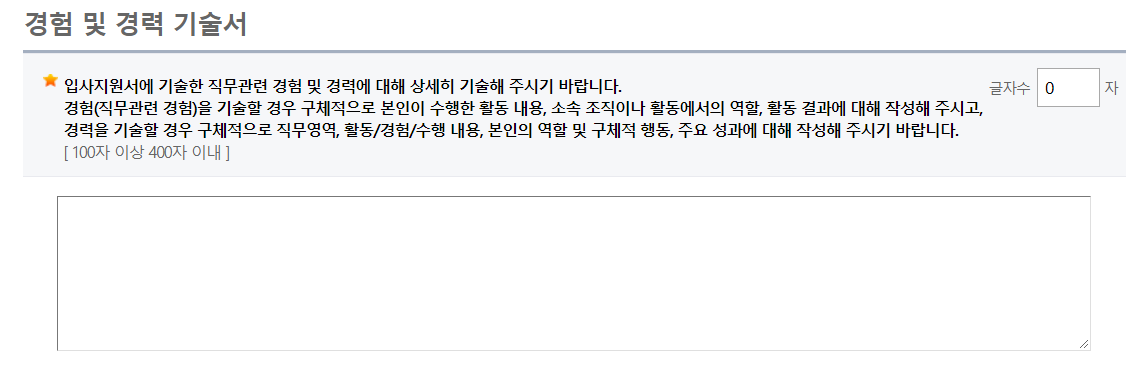 경험 및 경력 기술서
입사지원서에 기술한 직무관련 경험 및 경력에 대해 상세히 기술해 주시기 바랍니다.
경험(직무관련 경험)을 기술할 경우 구체적으로 본인이 수행한 활동 내용, 소속 조직이나 활동에서의 역할, 활동 결과에 대해 작성해 주시고,
경력을 기술할 경우 구체적으로 직무영역, 활동/경험/수행 내용, 본인의 역할 및 구체적 행동, 주요 성과에 대해 작성해 주시기 바랍니다.
[ 100자 이상 400자 이내 ]
글자수 0 자